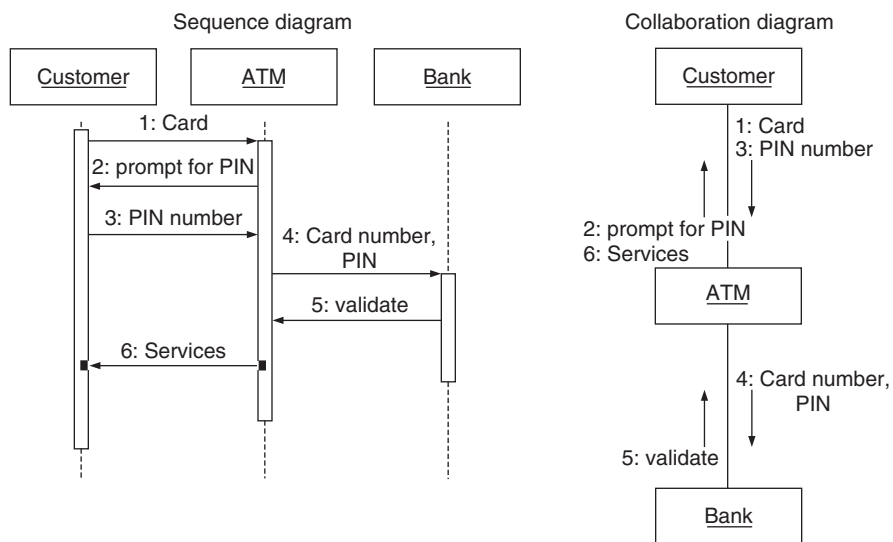 Sequence diagram
Customer
ATM
Bank
1: Card
2: prompt for PIN
3: PIN number
4: Card number,
PIN
5: validate
6: Services
Collaboration diagram
Customer
1: Card
3: PIN number
2: prompt for PIN
6: Services
ATM
4: Card number,
PIN
5: validate
Bank